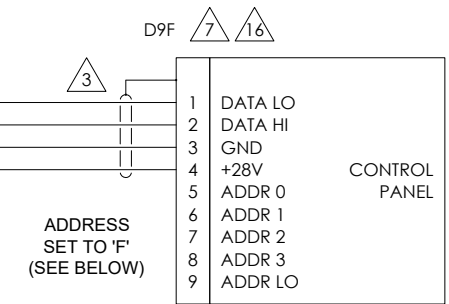 D9F 7 16
3
1 DATA LO
2 DATA HI
3 GND
4 +28V CONTROL
5 ADDR 0 PANEL
6 ADDR 1
7 ADDR 2
8 ADDR 3
9 ADDR LO
ADDRESS
SET TO 'F'
(SEE BELOW)